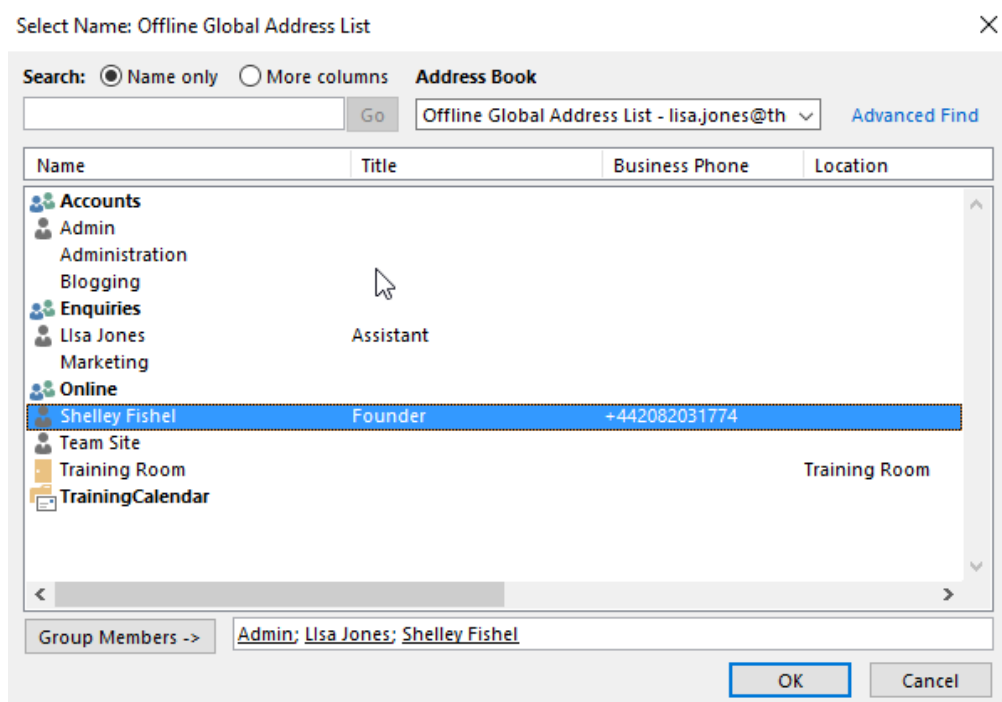 Select Name: Offline Global Address List
Search: Name only More columns Address Book
Go Offline Global Address List - lisa.jones@th Advanced Find
Name Title Business Phone Location
Accounts
Admin
Administration
Blogging
Enquiries
LIsa Jones Assistant
Marketing
Online
Shelley Fishel Founder +442082031774
Team Site
Training Room Training Room
TrainingCalendar
Group Members -> Admin; LIsa Jones; Shelley Fishel
OK Cancel